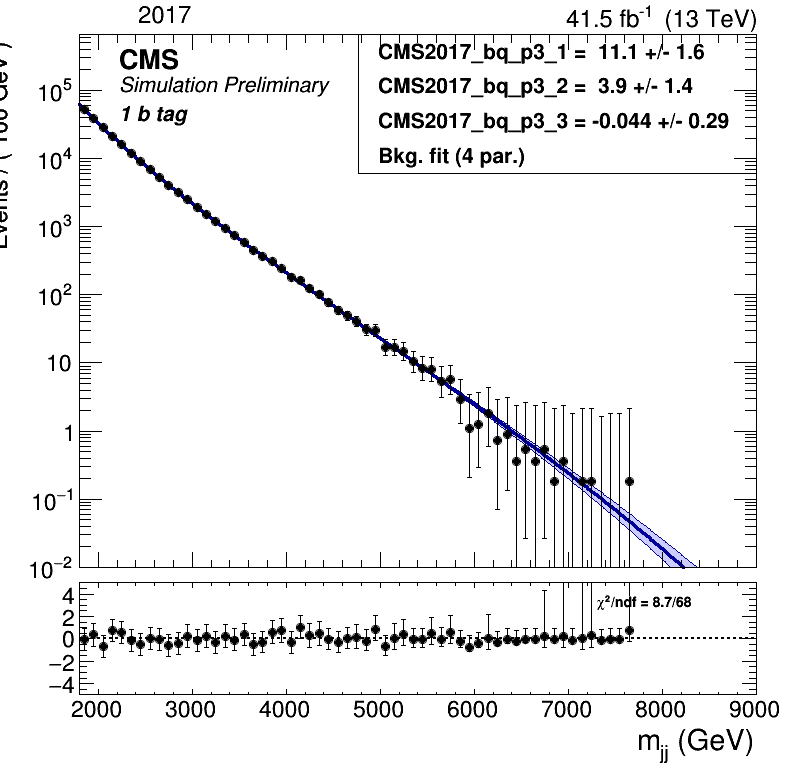 2017 41.5 fb⁻¹ (13 TeV)
CMS
Simulation Preliminary
1 b tag
CMS2017_bq_p3_1 = 11.1 +/- 1.6
CMS2017_bq_p3_2 = 3.9 +/- 1.4
CMS2017_bq_p3_3 = -0.044 +/- 0.29
Bkg. fit (4 par.)
10⁵
10⁴
10³
10²
10
1
10⁻¹
10⁻²
χ²/ndf = 8.7/68
4
2
0
−2
−4
2000 3000 4000 5000 6000 7000 8000 9000
m_jj (GeV)